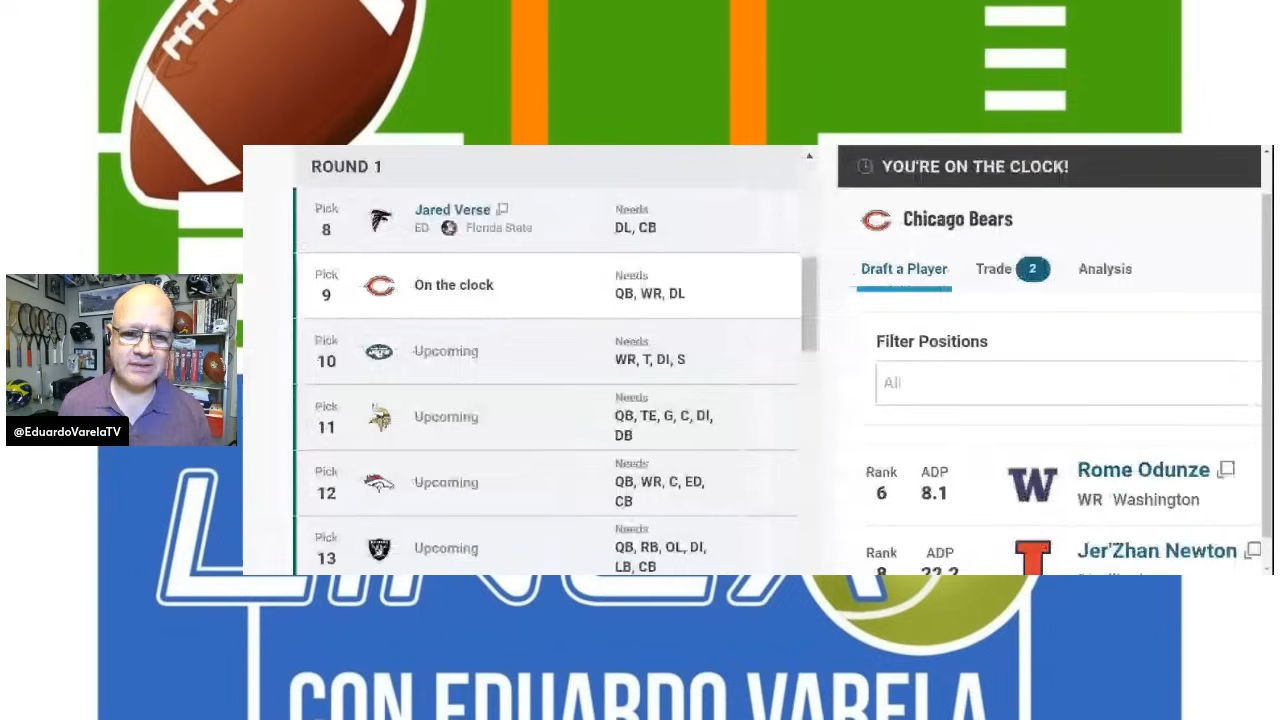 ROUND 1
Pick
8
Jared Verse
ED Florida State
Needs
DL, CB
Pick
9
On the clock
Needs
QB, WR, DL
Pick
10
Upcoming
Needs
WR, T, DI, S
Pick
11
Upcoming
Needs
QB, TE, G, C, DI,
DB
Pick
12
Upcoming
Needs
QB, WR, C, ED,
CB
Pick
13
Upcoming
Needs
QB, RB, OL, DI,
LB, CB
YOU'RE ON THE CLOCK!
Chicago Bears
Draft a Player Trade 2 Analysis
Filter Positions
All
Rank ADP
6 8.1
W
Rome Odunze
WR Washington
Rank ADP
8 22.2
I
Jer'Zhan Newton
@EduardoVarelaTV
CON EDUARDO VARELA